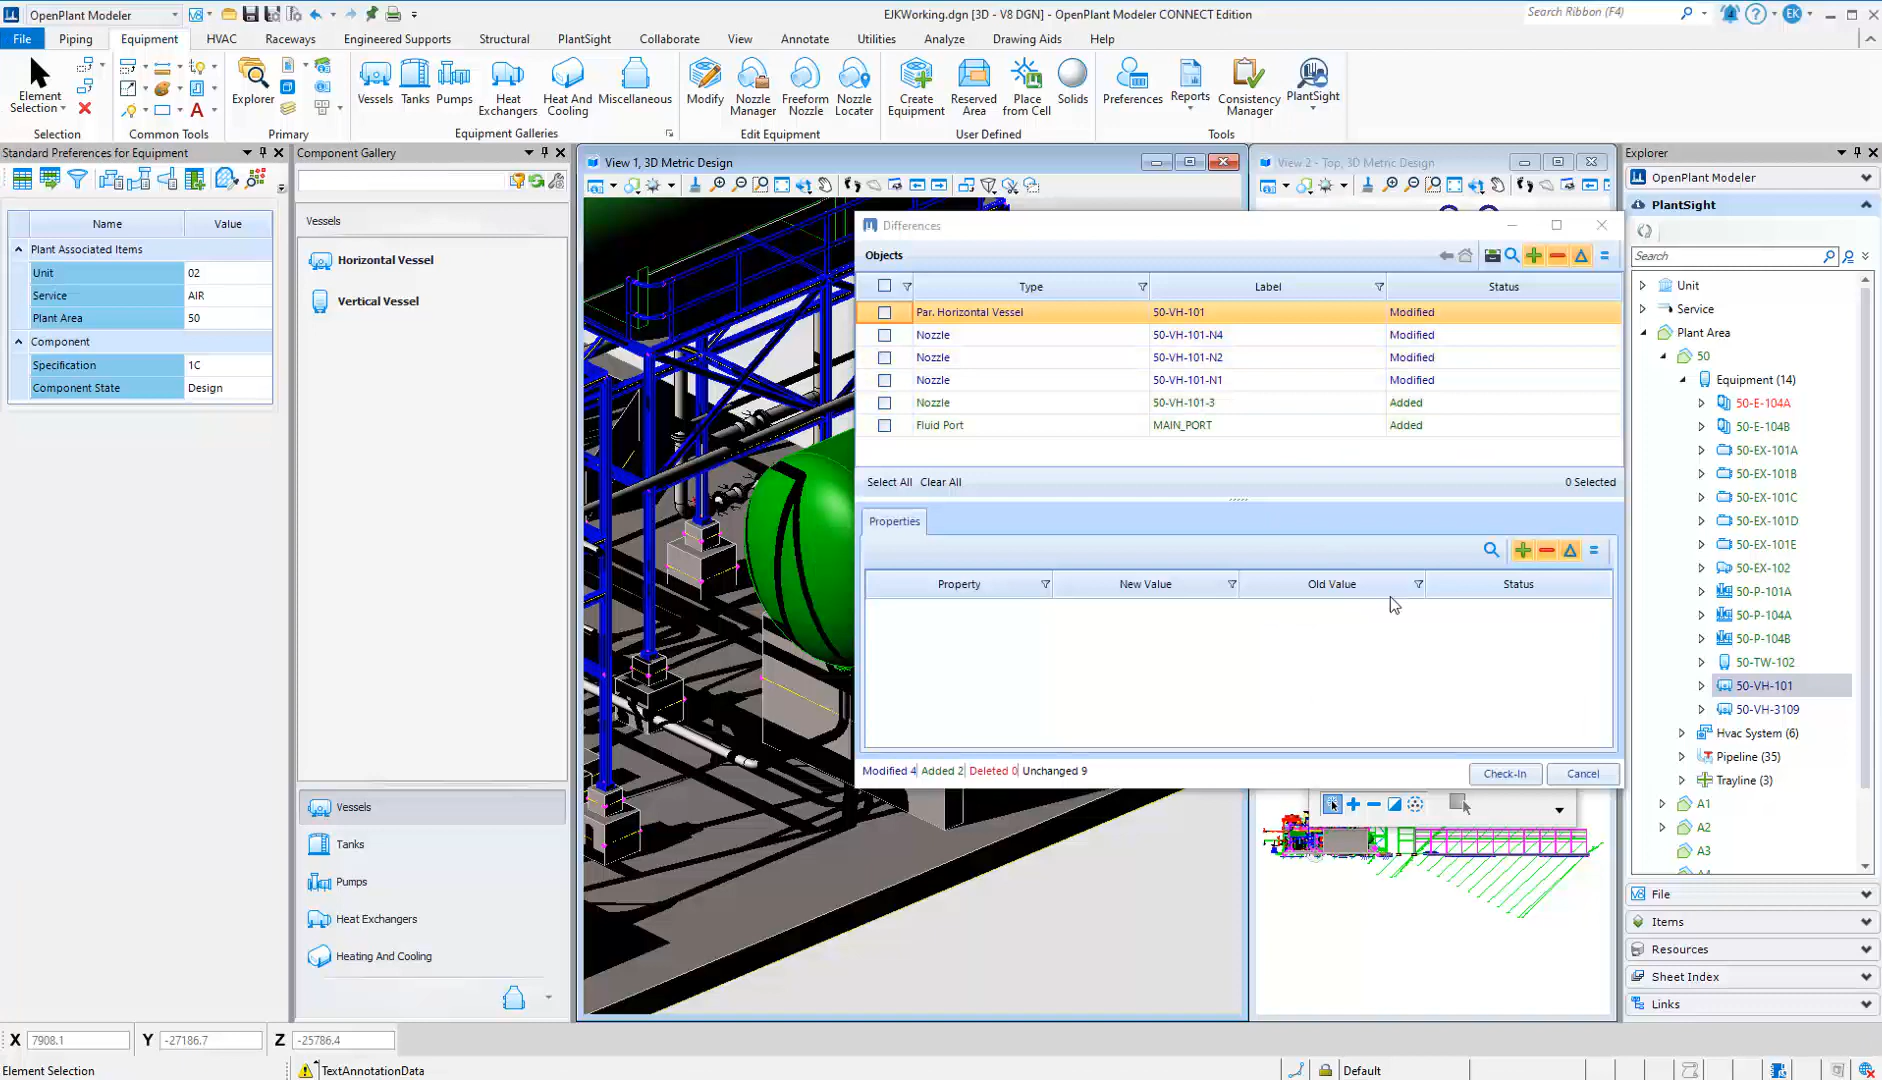 OpenPlant Modeler
EJKWorking.dgn [3D - V8 DGN] - OpenPlant Modeler CONNECT Edition
Search Ribbon (F4)
EK
File
Piping
Equipment
HVAC
Raceways
Engineered Supports
Structural
PlantSight
Collaborate
View
Annotate
Utilities
Analyze
Drawing Aids
Help
Element
Selection
Explorer
Vessels
Tanks
Pumps
Heat
Exchangers
Heat And
Cooling
Miscellaneous
Modify
Nozzle
Manager
Freeform
Nozzle
Nozzle
Locater
Create
Equipment
Reserved
Area
Place
from Cell
Solids
Preferences
Reports
Consistency
Manager
PlantSight
Selection
Common Tools
Primary
Equipment Galleries
Edit Equipment
User Defined
Tools
Standard Preferences for Equipment
Name
Value
Plant Associated Items
Unit
02
Service
AIR
Plant Area
50
Component
Specification
1C
Component State
Design
Component Gallery
Vessels
Horizontal Vessel
Vertical Vessel
Vessels
Tanks
Pumps
Heat Exchangers
Heating And Cooling
View 1, 3D Metric Design
View 2 - Top, 3D Metric Design
Differences
Objects
Type
Label
Status
Par. Horizontal Vessel
50-VH-101
Modified
Nozzle
50-VH-101-N4
Modified
Nozzle
50-VH-101-N2
Modified
Nozzle
50-VH-101-N1
Modified
Nozzle
50-VH-101-3
Added
Fluid Port
MAIN_PORT
Added
Select All
Clear All
0 Selected
Properties
Property
New Value
Old Value
Status
Modified 4
Added 2
Deleted 0
Unchanged 9
Check-In
Cancel
Explorer
OpenPlant Modeler
PlantSight
Search
Unit
Service
Plant Area
50
Equipment (14)
50-E-104A
50-E-104B
50-EX-101A
50-EX-101B
50-EX-101C
50-EX-101D
50-EX-101E
50-EX-102
50-P-101A
50-P-104A
50-P-104B
50-TW-102
50-VH-101
50-VH-3109
Hvac System (6)
Pipeline (35)
Trayline (3)
A1
A2
A3
V8
File
Items
Resources
Sheet Index
Links
X
7908.1
Y
-27186.7
Z
-25786.4
Element Selection
TextAnnotationData
Default